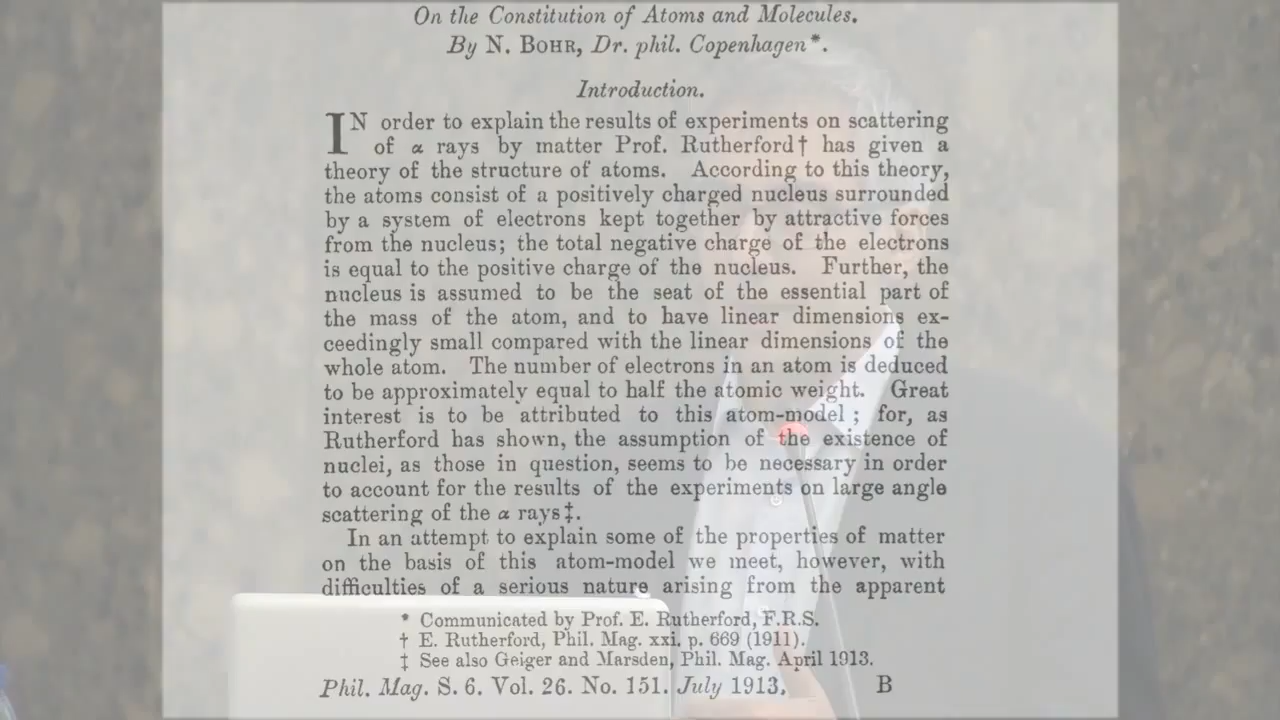 On the Constitution of Atoms and Molecules.
By N. BOHR, Dr. phil. Copenhagen*.
Introduction.
IN order to explain the results of experiments on scattering
of α rays by matter Prof. Rutherford† has given a
theory of the structure of atoms. According to this theory,
the atoms consist of a positively charged nucleus surrounded
by a system of electrons kept together by attractive forces
from the nucleus; the total negative charge of the electrons
is equal to the positive charge of the nucleus. Further, the
nucleus is assumed to be the seat of the essential part of
the mass of the atom, and to have linear dimensions ex-
ceedingly small compared with the linear dimensions of the
whole atom. The number of electrons in an atom is deduced
to be approximately equal to half the atomic weight. Great
interest is to be attributed to this atom-model; for, as
Rutherford has shown, the assumption of the existence of
nuclei, as those in question, seems to be necessary in order
to account for the results of the experiments on large angle
scattering of the α rays‡.
In an attempt to explain some of the properties of matter
on the basis of this atom-model we meet, however, with
difficulties of a serious nature arising from the apparent
* Communicated by Prof. E. Rutherford, F.R.S.
† E. Rutherford, Phil. Mag. xxi. p. 669 (1911).
‡ See also Geiger and Marsden, Phil. Mag. April 1913.
Phil. Mag. S. 6. Vol. 26. No. 151. July 1913. B